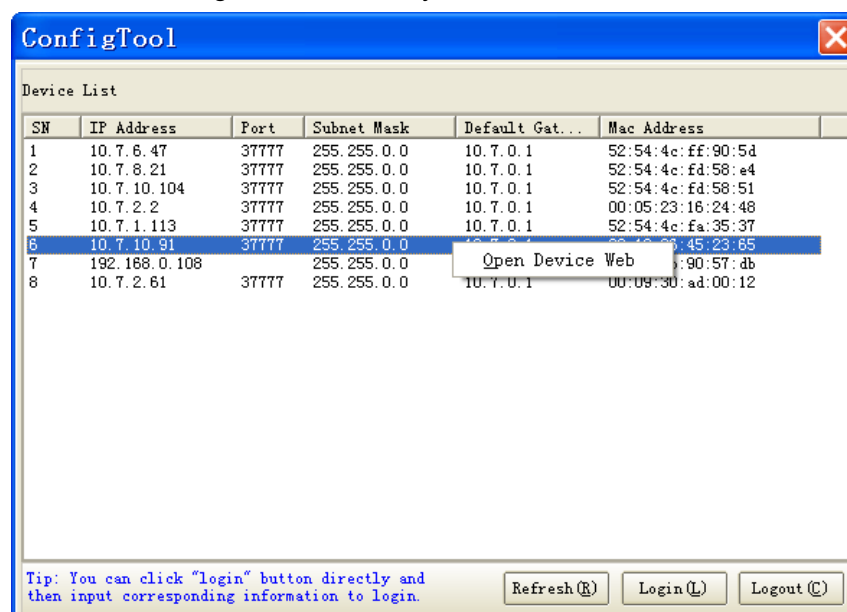 ConfigTool
Device List
SN IP Address Port Subnet Mask Default Gat... Mac Address
1 10.7.6.47 37777 255.255.0.0 10.7.0.1 52:54:4c:ff:90:5d
2 10.7.8.21 37777 255.255.0.0 10.7.0.1 52:54:4c:fd:58:e4
3 10.7.10.104 37777 255.255.0.0 10.7.0.1 52:54:4c:fd:58:51
4 10.7.2.2 37777 255.255.0.0 10.7.0.1 00:05:23:16:24:48
5 10.7.1.113 37777 255.255.0.0 10.7.0.1 52:54:4c:fa:35:37
6 10.7.10.91 37777 255.255.0.0 :45:23:65
Open Device Web
7 192.168.0.108 255.255.0.0 :90:57:db
8 10.7.2.61 37777 255.255.0.0 10.7.0.1 00:09:30:ad:00:12
Tip: You can click "login" button directly and
then input corresponding information to login.
Refresh(R) Login(L) Logout(C)